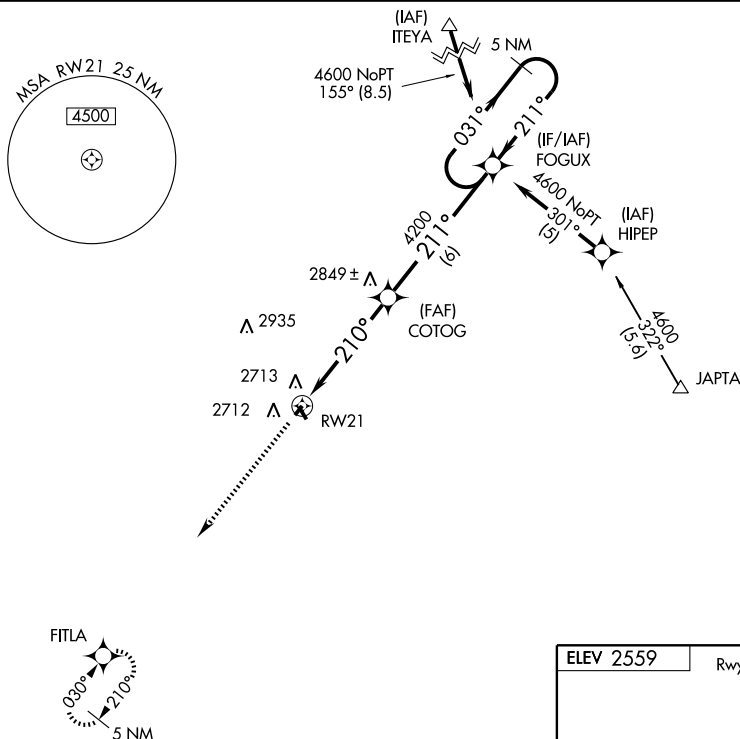 (IAF)
ITEYA
5 NM
MSA RW21 25 NM
4500
4600 NoPT
155° (8.5)
031°
211°
(IF/IAF)
FOGUX
4600 NoPT
301°
(5)
(IAF)
HIPEP
4200
211°
(6)
2849 ±
(FAF)
COTOG
4600
322°
(5.6)
JAPTA
2935
210°
2713
2712
RW21
FITLA
030°
210°
5 NM
ELEV 2559